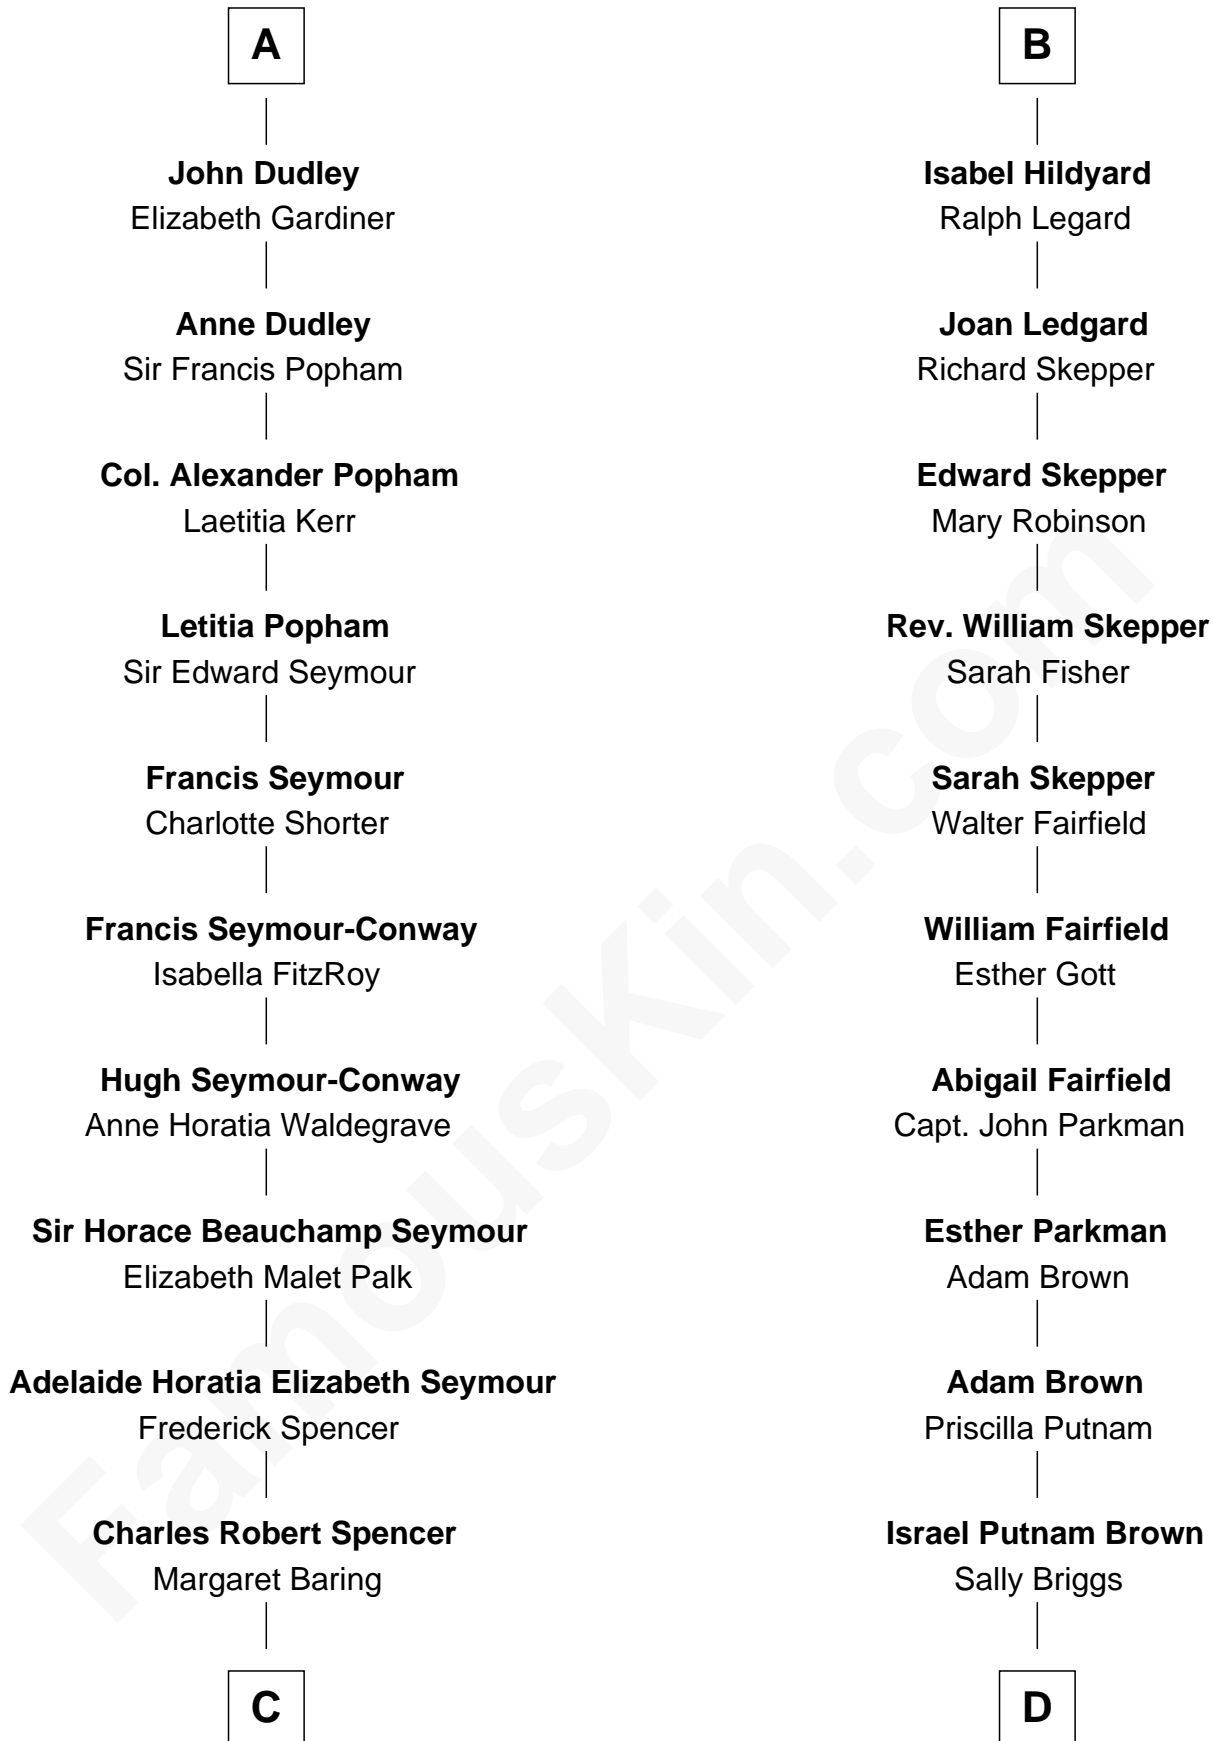 A
John Dudley
Elizabeth Gardiner
Anne Dudley
Sir Francis Popham
Col. Alexander Popham
Laetitia Kerr
Letitia Popham
Sir Edward Seymour
Francis Seymour
Charlotte Shorter
Francis Seymour-Conway
Isabella FitzRoy
Hugh Seymour-Conway
Anne Horatia Waldegrave
Sir Horace Beauchamp Seymour
Elizabeth Malet Palk
Adelaide Horatia Elizabeth Seymour
Frederick Spencer
Charles Robert Spencer
Margaret Baring
C
B
Isabel Hildyard
Ralph Legard
Joan Ledgard
Richard Skepper
Edward Skepper
Mary Robinson
Rev. William Skepper
Sarah Fisher
Sarah Skepper
Walter Fairfield
William Fairfield
Esther Gott
Abigail Fairfield
Capt. John Parkman
Esther Parkman
Adam Brown
Adam Brown
Priscilla Putnam
Israel Putnam Brown
Sally Briggs
D
FamousKin.com